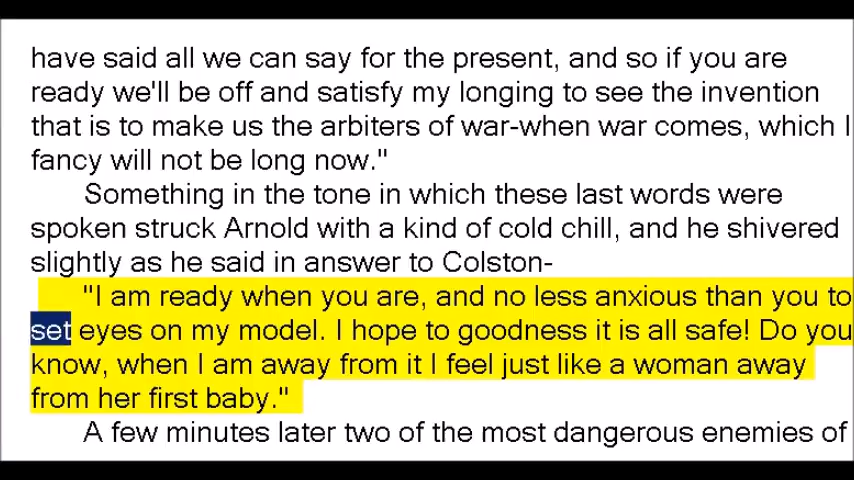 have said all we can say for the present, and so if you are
ready we'll be off and satisfy my longing to see the invention
that is to make us the arbiters of war-when war comes, which I
fancy will not be long now."
Something in the tone in which these last words were
spoken struck Arnold with a kind of cold chill, and he shivered
slightly as he said in answer to Colston-
"I am ready when you are, and no less anxious than you to
set eyes on my model. I hope to goodness it is all safe! Do you
know, when I am away from it I feel just like a woman away
from her first baby."
A few minutes later two of the most dangerous enemies of